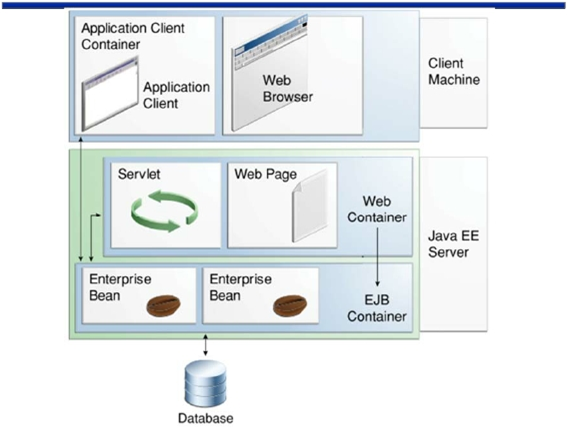 Application Client
Container
Application
Client
Web
Browser
Client
Machine
Servlet
Web Page
Web
Container
Java EE
Server
Enterprise
Bean
Enterprise
Bean
EJB
Container
Database